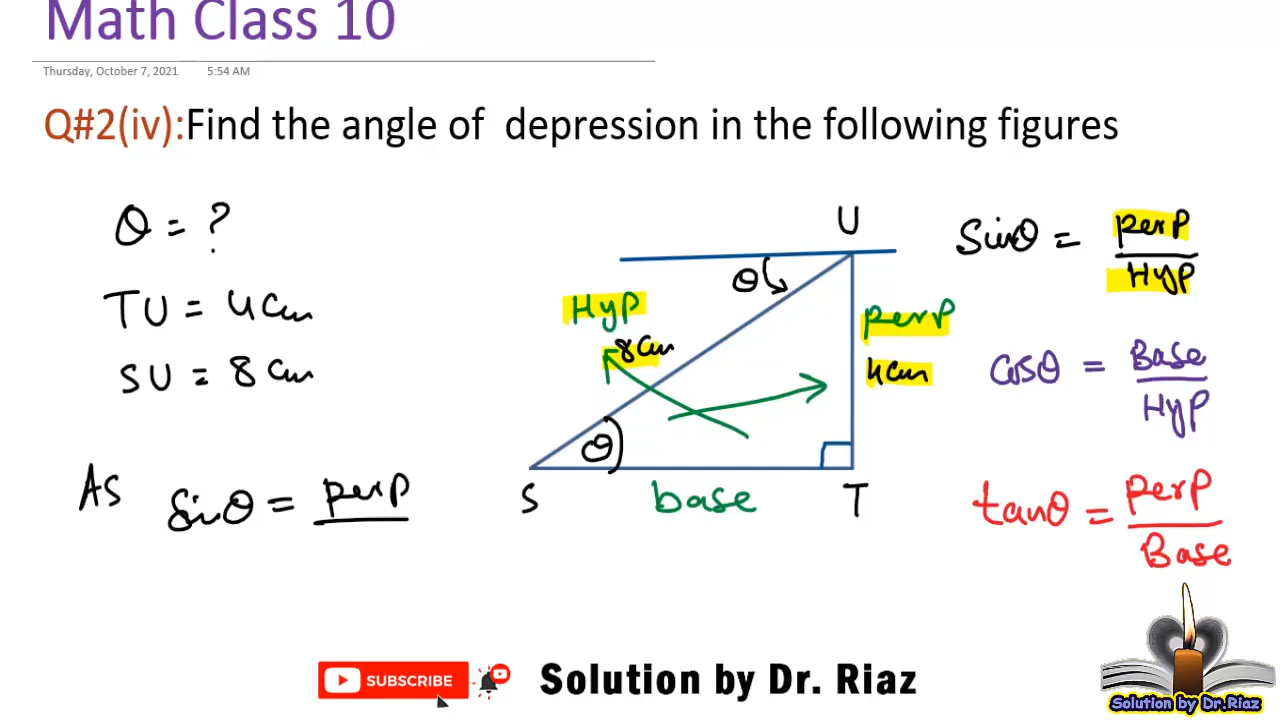 Math Class 10
Thursday, October 7, 2021 5:54 AM
Q#2(iv):Find the angle of depression in the following figures
θ = ?
TU = 4cm
SU = 8 cm
As sinθ = perp
U
θ
Hyp
8cm
perp
4cm
θ
S
base
T
Sinθ = perp
Hyp
cosθ = Base
Hyp
tanθ = perp
Base
SUBSCRIBE
Solution by Dr. Riaz
Solution by Dr.Riaz